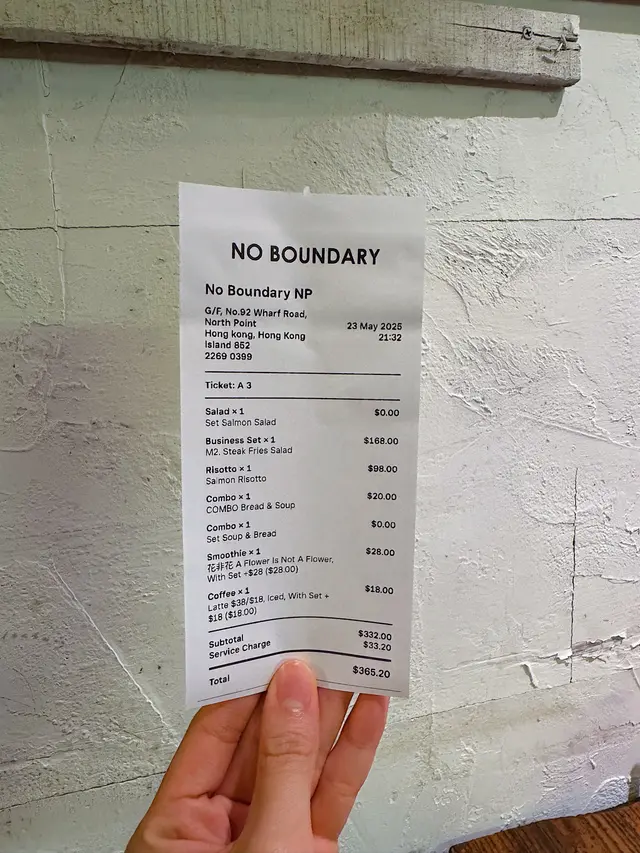 NO BOUNDARY
No Boundary NP
G/F, No.92 Wharf Road,
North Point 23 May 2025
Hong kong, Hong Kong 21:32
Island 852
2269 0399
Ticket: A 3
Salad × 1 $0.00
Set Salmon Salad
Business Set × 1 $168.00
M2. Steak Fries Salad
Risotto × 1 $98.00
Salmon Risotto
Combo × 1 $20.00
COMBO Bread & Soup
Combo × 1 $0.00
Set Soup & Bread
Smoothie × 1 $28.00
花非花 A Flower Is Not A Flower,
With Set +$28 ($28.00)
Coffee × 1 $18.00
Latte $38/$18, Iced, With Set +
$18 ($18.00)
Subtotal $332.00
Service Charge $33.20
Total $365.20